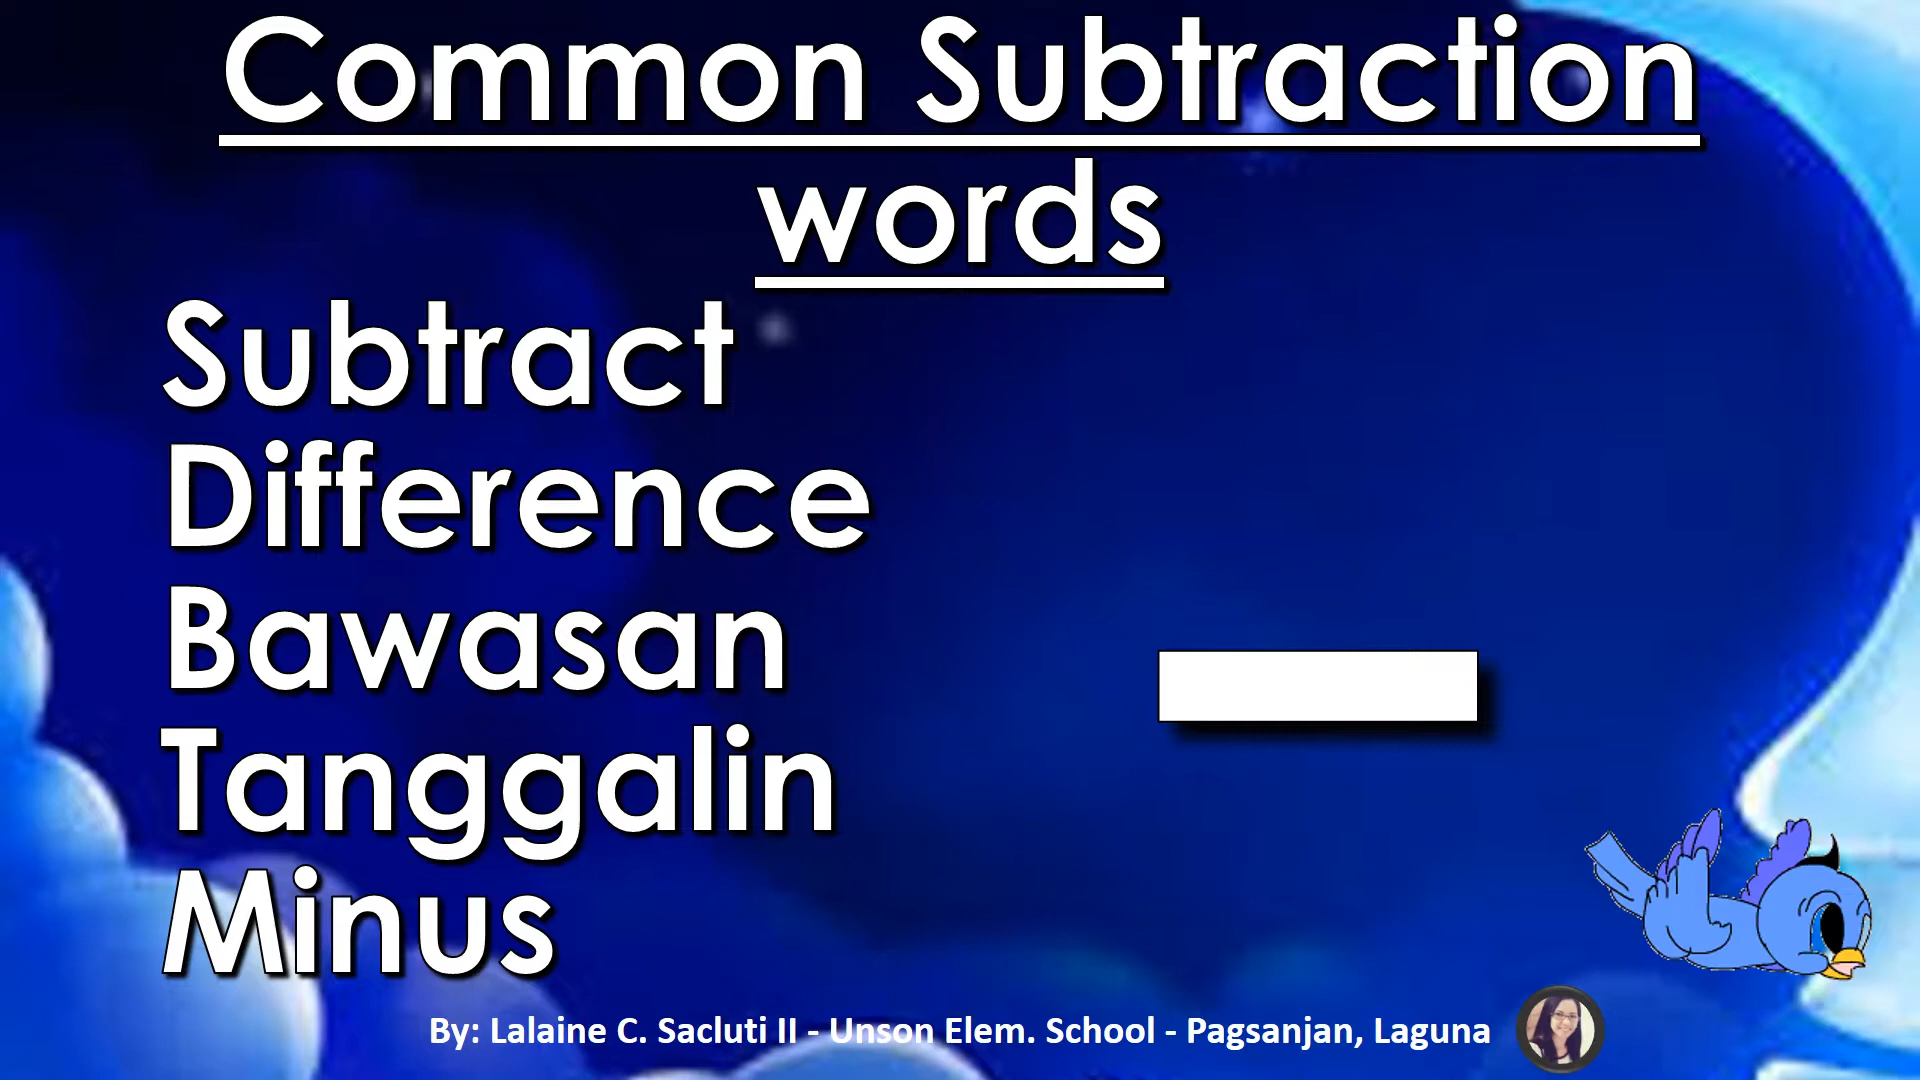 Common Subtraction
words
Subtract
Difference
Bawasan
Tanggalin
Minus
By: Lalaine C. Sacluti II - Unson Elem. School - Pagsanjan, Laguna